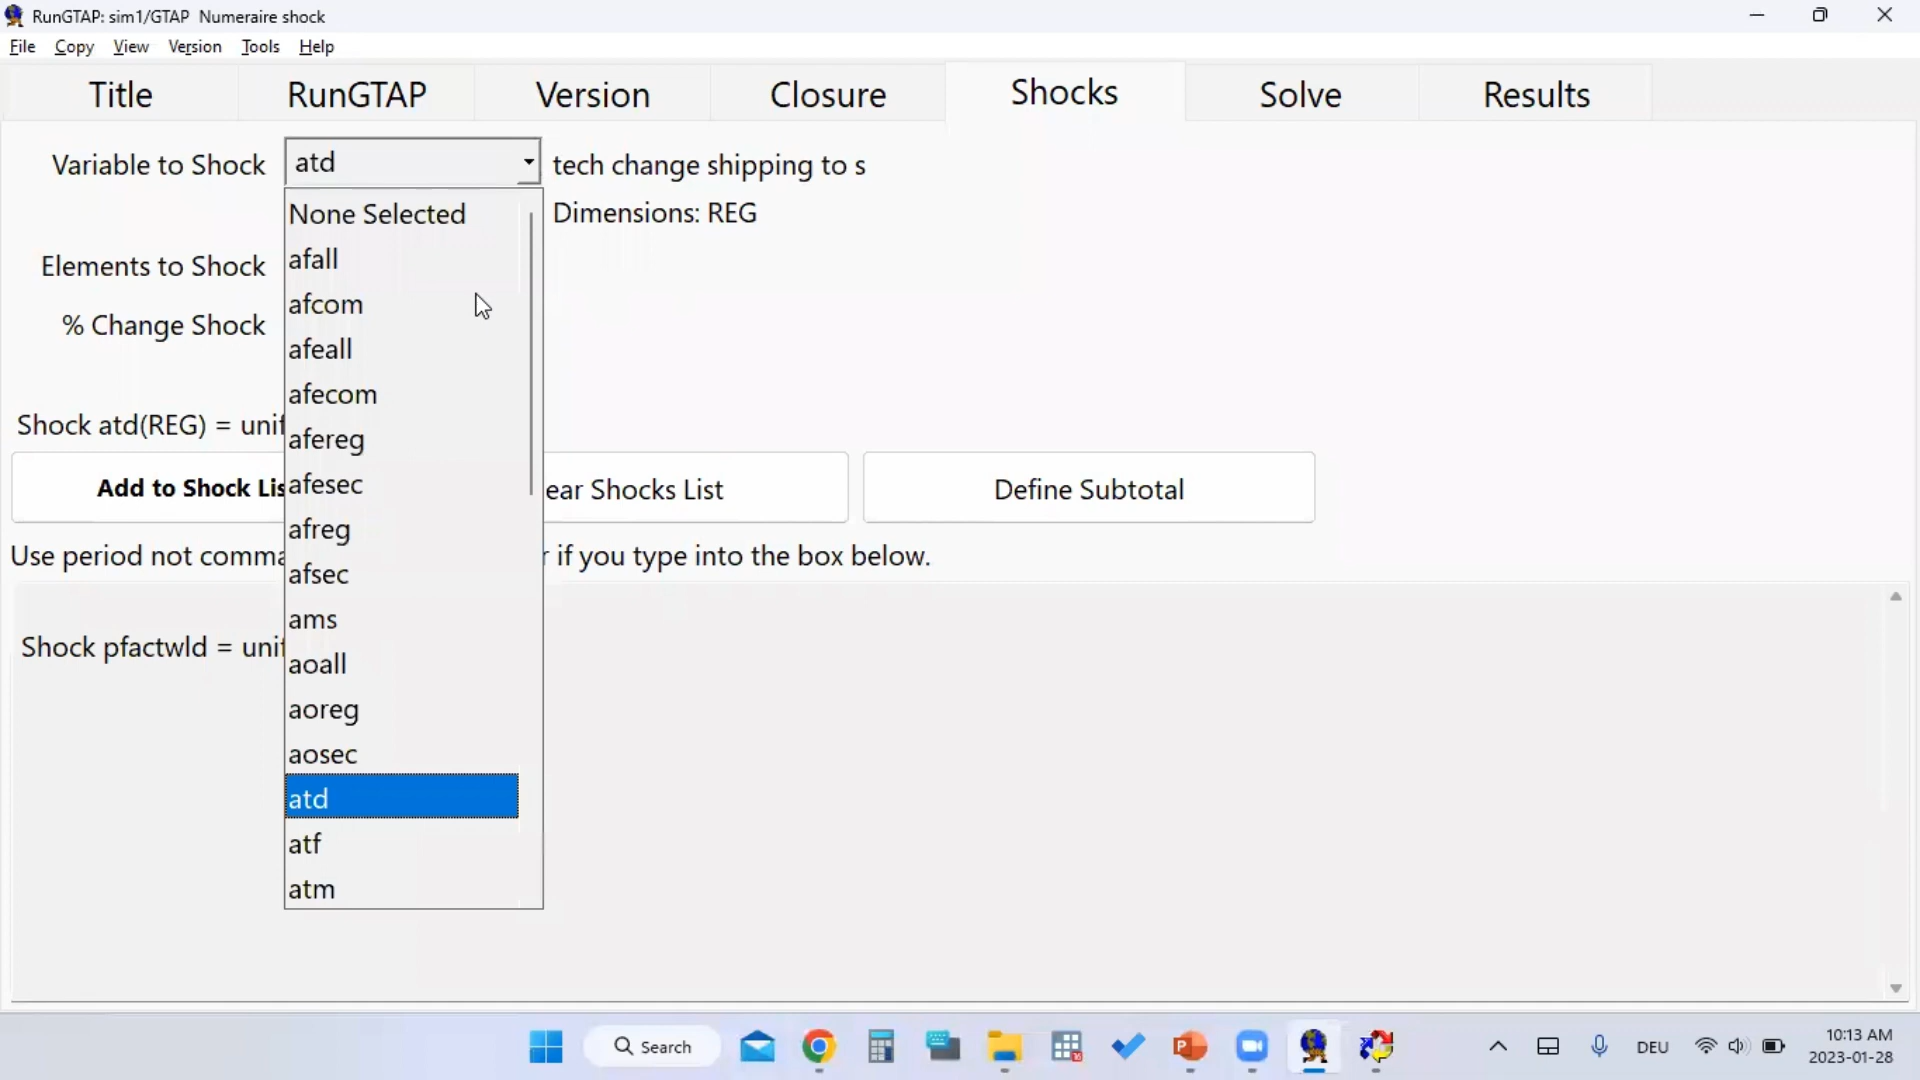 RunGTAP: sim1/GTAP Numeraire shock
File Copy View Version Tools Help
Title RunGTAP Version Closure Shocks Solve Results
Variable to Shock atd tech change shipping to s
None Selected Dimensions: REG
Elements to Shock afall
afcom
% Change Shock
afeall
afecom
Shock atd(REG) = unif
afereg
Add to Shock Lis afesec ear Shocks List Define Subtotal
afreg
Use period not comma r if you type into the box below.
afsec
ams
Shock pfactwld = unif
aoall
aoreg
aosec
atd
atf
atm
Search
DEU
10:13 AM
2023-01-28